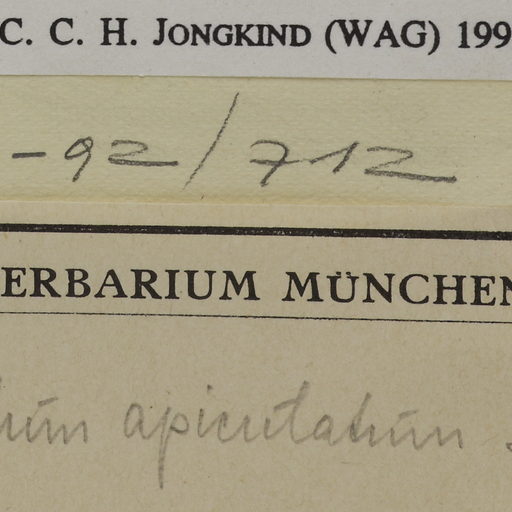 C. C. H. JONGKIND (WAG) 199
-92/712
ERBARIUM MÜNCHEN
apiculatum